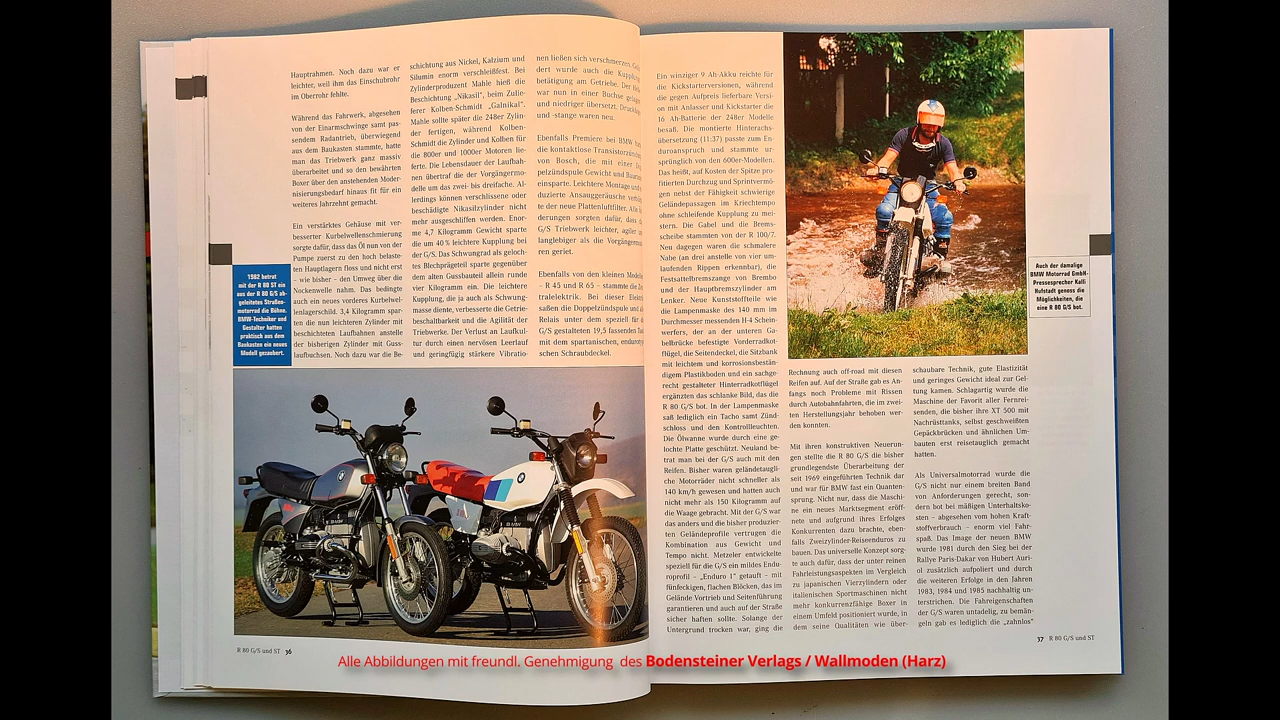 Hauptrahmen. Noch dazu war er
leichter, weil ihm das Einschubrohr
im Oberrohr fehlte.
Während das Fahrwerk, abgesehen
von der Einarmschwinge samt pas-
sendem Radantrieb, überwiegend
aus dem Baukasten stammte, hatte
man das Triebwerk ganz massiv
überarbeitet und so den bewährten
Boxer über den anstehenden Moder-
nisierungsbedarf hinaus fit für ein
weiteres Jahrzehnt gemacht.
Ein verstärktes Gehäuse mit ver-
besserter Kurbelwellenschmierung
sorgte dafür, dass das Öl nun von der
Pumpe zuerst zu den hoch belaste-
ten Hauptlagern floss und nicht erst
– wie bisher – den Umweg über die
Nockenwelle nahm. Das bedingte
auch ein neues vorderes Kurbelwel-
lenlagerschild. 3,4 Kilogramm spar-
ten die nun leichteren Zylinder mit
beschichteten Laufbahnen anstelle
der bisherigen Zylinder mit Guss-
laufbuchsen. Noch dazu war die Be-
schichtung aus Nickel, Kalzium und
Silumin enorm verschleißfest. Bei
Zylinderproduzent Mahle hieß die
Beschichtung „Nikasil", beim Zulie-
ferer Kolben-Schmidt „Galnikal".
Mahle sollte später die 248er Zylin-
der fertigen, während Kolben-
Schmidt die Zylinder und Kolben für
die 800er und 1000er Motoren lie-
ferte. Die Lebensdauer der Laufbah-
nen übertraf die der Vorgängermo-
delle um das zwei- bis dreifache. Al-
lerdings können verschlissene oder
beschädigte Nikasilzylinder nicht
mehr ausgeschliffen werden. Enor-
me 4,7 Kilogramm Gewicht sparte
die um 40 % leichtere Kupplung bei
der G/S. Das Schwungrad als geloch-
tes Blechprägeteil sparte gegenüber
dem alten Gussbauteil allein runde
vier Kilogramm ein. Die leichtere
Kupplung, die ja auch als Schwung-
masse diente, verbesserte die Getrie-
beschaltbarkeit und die Agilität der
Triebwerke. Der Verlust an Laufkul-
tur durch einen nervösen Leerlauf
und geringfügig stärkere Vibratio-
nen ließen sich verschmerzen.
dert wurde auch die
betätigung am Getriebe. Der
war nun in einer Buchse
und niedriger übersetzt.
und -stange waren neu.
Ebenfalls Premiere bei BMW
die kontaktlose
von Bosch, die mit einer
pelzündspule Gewicht und
einsparte. Leichtere Montage
duzierte Ansauggeräusche
te der neue Plattenluftfilter. Alle
derungen sorgten dafür, dass
G/S Triebwerk leichter, agiler
langlebiger als die
ren geriet.
Ebenfalls von den kleinen
– R 45 und R 65 – stammte die
tralelektrik. Bei dieser
saßen die Doppelzündspule und
Relais unter dem speziell für
G/S gestalteten 19,5 fassenden
mit dem spartanischen,
schen Schraubdeckel.
1982 betrat
mit der R 80 ST ein
aus der R 80 G/S ab-
geleitetes Straßen-
motorrad die Bühne.
BMW-Techniker und
Gestalter hatten
praktisch aus dem
Baukasten ein neues
Modell gezaubert.
R 80 G/S und ST 36
Ein winziger 9 Ah-Akku reichte für
die Kickstarterversionen, während
die gegen Aufpreis lieferbare Versi-
on mit Anlasser und Kickstarter die
16 Ah-Batterie der 248er Modelle
besaß. Die montierte Hinterachs-
übersetzung (11:37) passte zum En-
duroanspruch und stammte ur-
sprünglich von den 600er-Modellen.
Das heißt, auf Kosten der Spitze pro-
fitierten Durchzug und Sprintvermö-
gen nebst der Fähigkeit schwierige
Geländepassagen im Kriechtempo
ohne schleifende Kupplung zu mei-
stern. Die Gabel und die Brems-
scheibe stammten von der R 100/7.
Neu dagegen waren die schmalere
Nabe (an drei anstelle von vier um-
laufenden Rippen erkennbar), die
Festsattelbremszange von Brembo
und der Hauptbremszylinder am
Lenker. Neue Kunststoffteile wie
die Lampenmaske des 140 mm im
Durchmesser messenden H-4 Schein-
werfers, der an der unteren Ga-
belbrücke befestigte Vorderradkot-
flügel, die Seitendeckel, die Sitzbank
mit leichtem und korrosionsbestän-
digem Plastikboden und ein sachge-
recht gestalteter Hinterradkotflügel
ergänzten das schlanke Bild, das die
R 80 G/S bot. In der Lampenmaske
saß lediglich ein Tacho samt Zünd-
schloss und den Kontrollleuchten.
Die Ölwanne wurde durch eine ge-
lochte Platte geschützt. Neuland be-
trat man bei der G/S auch mit den
Reifen. Bisher waren geländetaugli-
che Motorräder nicht schneller als
140 km/h gewesen und hatten auch
nicht mehr als 150 Kilogramm auf
die Waage gebracht. Mit der G/S war
das anders und die bisher produzier-
ten Geländeprofile vertrugen die
Kombination aus Gewicht und
Tempo nicht. Metzeler entwickelte
speziell für die G/S ein mildes Endu-
roprofil – „Enduro 1" getauft – mit
fünfeckigen, flachen Blöcken, das im
Gelände Vortrieb und Seitenführung
garantieren und auch auf der Straße
sicher haften sollte. Solange der
Untergrund trocken war, ging die
Rechnung auch off-road mit diesen
Reifen auf. Auf der Straße gab es An-
fangs noch Probleme mit Rissen
durch Autobahnfahrten, die im zwei-
ten Herstellungsjahr behoben wer-
den konnten.
Mit ihren konstruktiven Neuerun-
gen stellte die R 80 G/S die bisher
grundlegendste Überarbeitung der
seit 1969 eingeführten Technik dar
und war für BMW fast ein Quanten-
sprung. Nicht nur, dass die Maschi-
ne ein neues Marktsegment eröff-
nete und aufgrund ihres Erfolges
Konkurrenten dazu brachte, eben-
falls Zweizylinder-Reiseenduros zu
bauen. Das universelle Konzept sorg-
te auch dafür, dass der unter reinen
Fahrleistungsaspekten im Vergleich
zu japanischen Vierzylindern oder
italienischen Sportmaschinen nicht
mehr konkurrenzfähige Boxer in
einem Umfeld positioniert wurde, in
dem seine Qualitäten wie über-
schaubare Technik, gute Elastizität
und geringes Gewicht ideal zur Gel-
tung kamen. Schlagartig wurde die
Maschine der Favorit aller Fernrei-
senden, die bisher ihre XT 500 mit
Nachrüsttanks, selbst geschweißten
Gepäckbrücken und ähnlichen Um-
bauten erst reisetauglich gemacht
hatten.
Als Universalmotorrad wurde die
G/S nicht nur einem breiten Band
von Anforderungen gerecht, son-
dern bot bei mäßigen Unterhaltsko-
sten – abgesehen vom hohen Kraft-
stoffverbrauch – enorm viel Fahr-
spaß. Das Image der neuen BMW
wurde 1981 durch den Sieg bei der
Rallye Paris-Dakar von Hubert Auri-
ol zusätzlich aufpoliert und durch
die weiteren Erfolge in den Jahren
1983, 1984 und 1985 nachhaltig un-
terstrichen. Die Fahreigenschaften
der G/S waren untadelig, zu bemän-
geln gab es lediglich die „zahnlos"
Auch der damalige
BMW Motorrad GmbH-
Pressesprecher Kalli
Hufstadt genoss die
Möglichkeiten, die
eine R 80 G/S bot.
37 R 80 G/S und ST
Alle Abbildungen mit freundl. Genehmigung des Bodensteiner Verlags / Wallmoden (Harz)